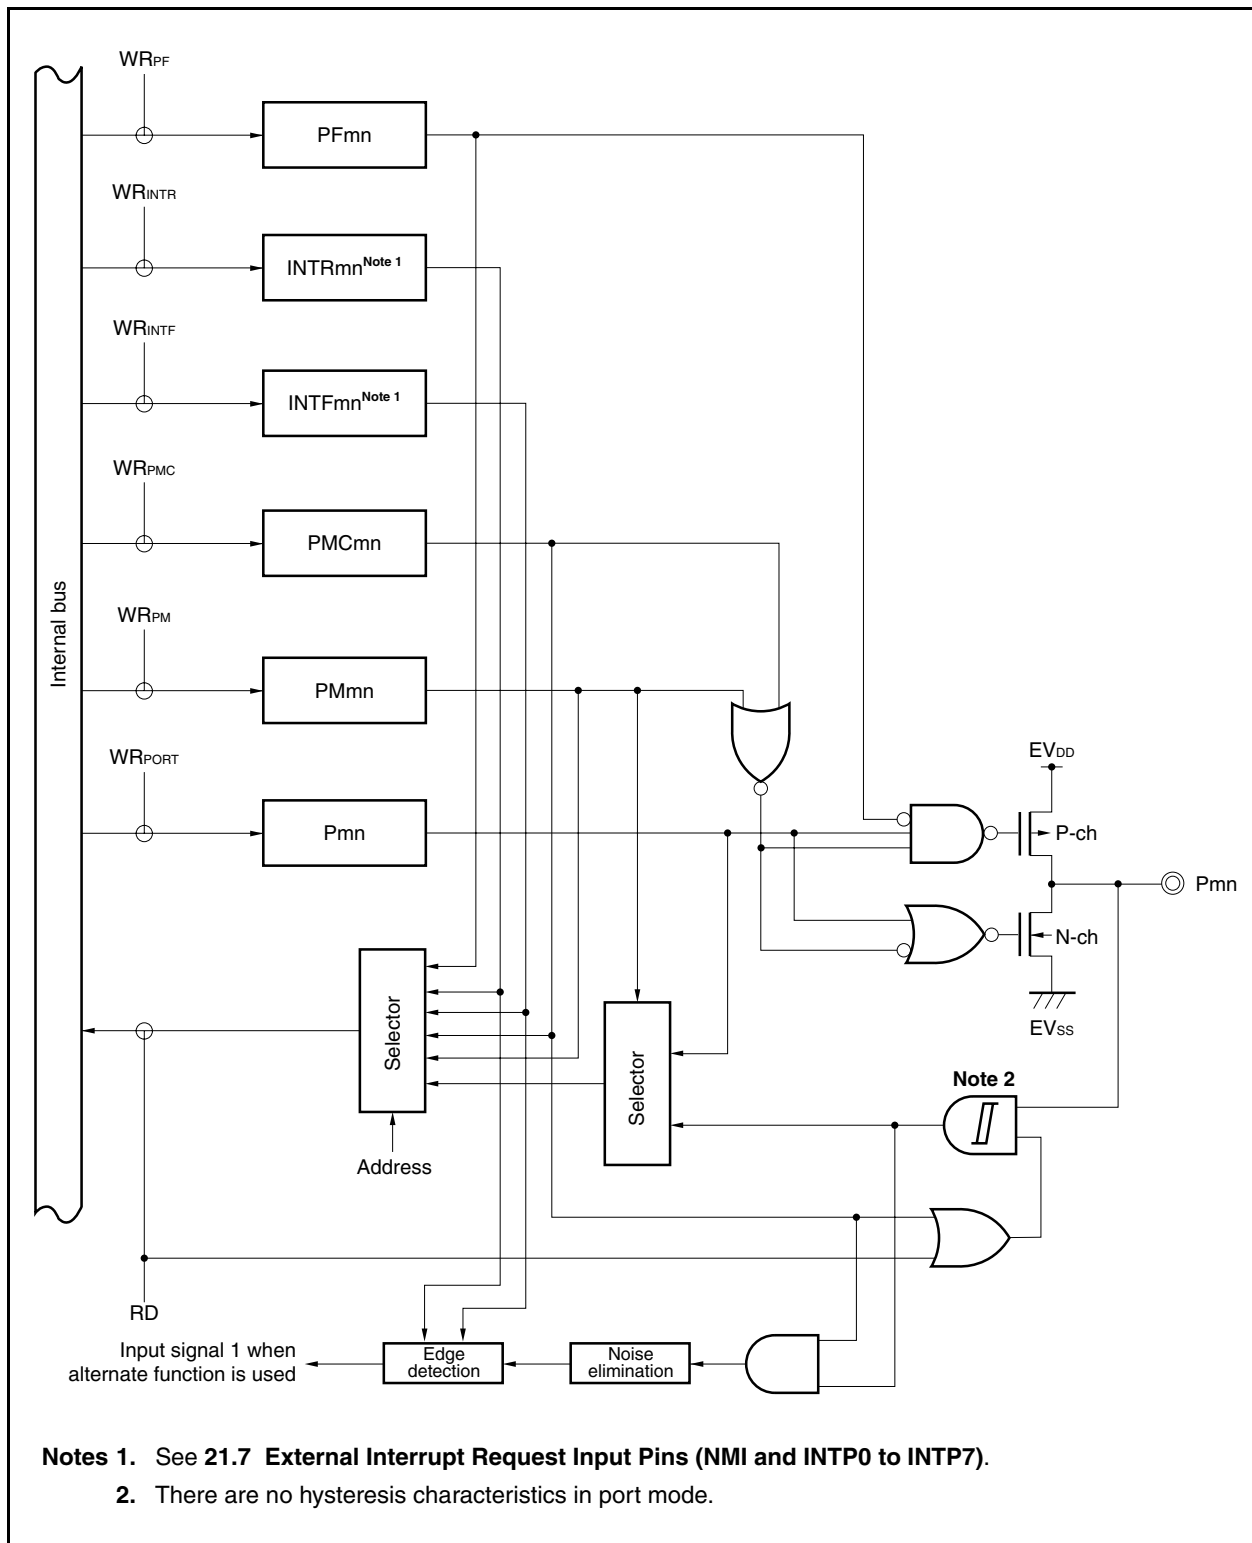 WRPF
PFmn
WRINTR
INTRmnNote 1
WRINTF
INTFmnNote 1
WRPMC
PMCmn
Internal bus
WRPM
PMmn
WRPORT
Pmn
EVDD
P-ch
Pmn
N-ch
EVSS
Selector
Selector
Note 2
Address
RD
Input signal 1 when
alternate function is used
Edge
detection
Noise
elimination
Notes 1. See 21.7 External Interrupt Request Input Pins (NMI and INTP0 to INTP7).
2. There are no hysteresis characteristics in port mode.